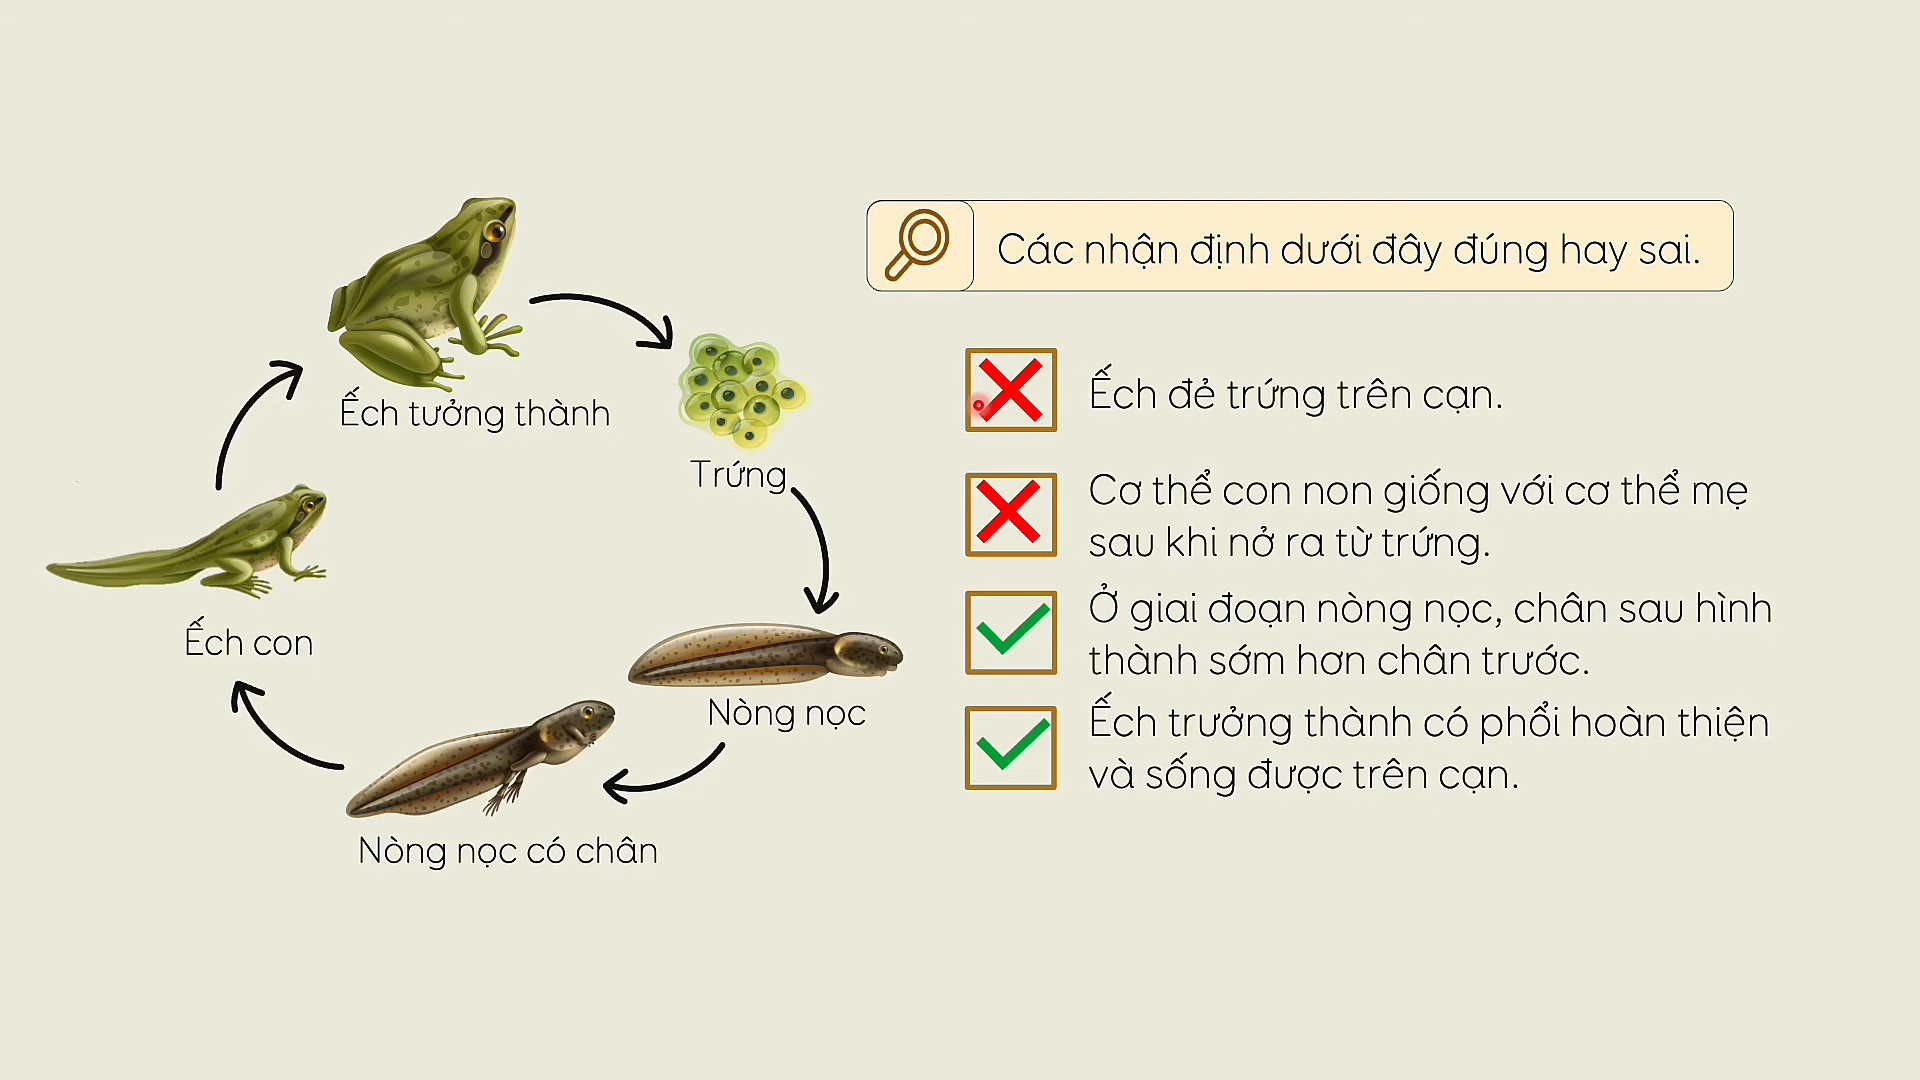 Các nhận định dưới đây đúng hay sai.
Ếch tưởng thành
Trứng
Nòng nọc
Nòng nọc có chân
Ếch con
Ếch đẻ trứng trên cạn.
Cơ thể con non giống với cơ thể mẹ
sau khi nở ra từ trứng.
Ở giai đoạn nòng nọc, chân sau hình
thành sớm hơn chân trước.
Ếch trưởng thành có phổi hoàn thiện
và sống được trên cạn.